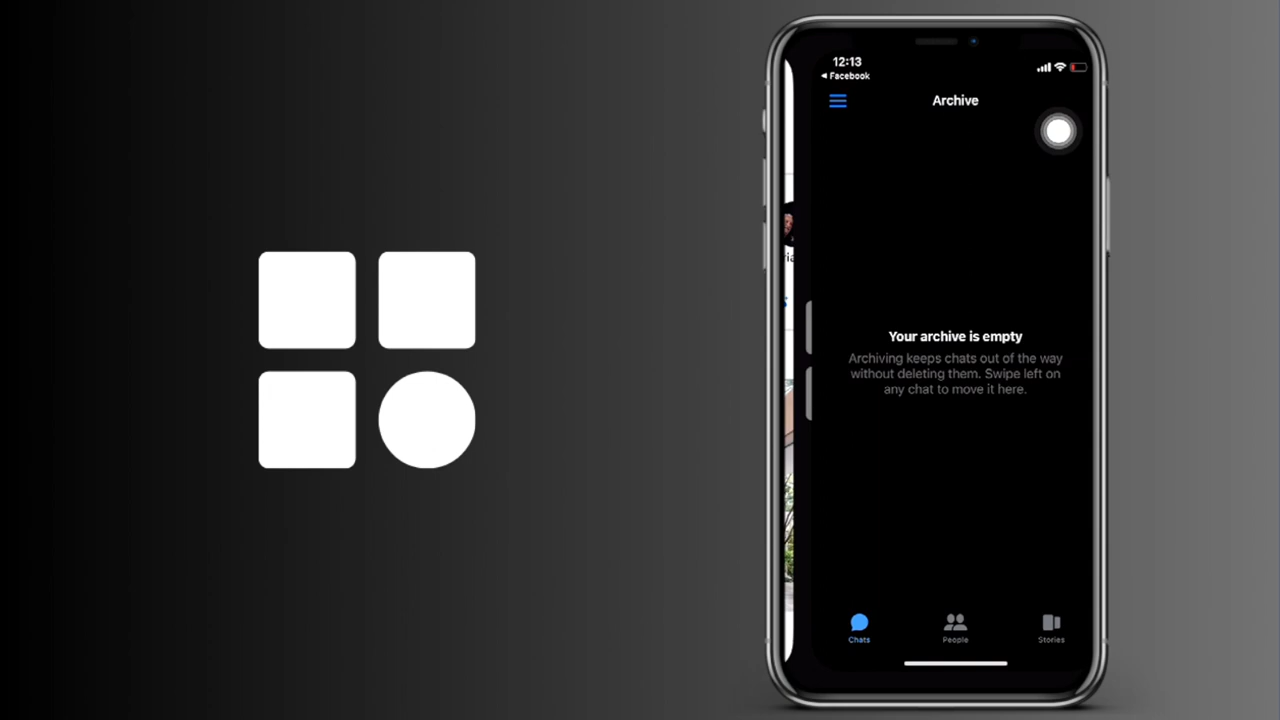 12:13
◀ Facebook
Archive
Your archive is empty
Archiving keeps chats out of the way
without deleting them. Swipe left on
any chat to move it here.
Chats
People
Stories